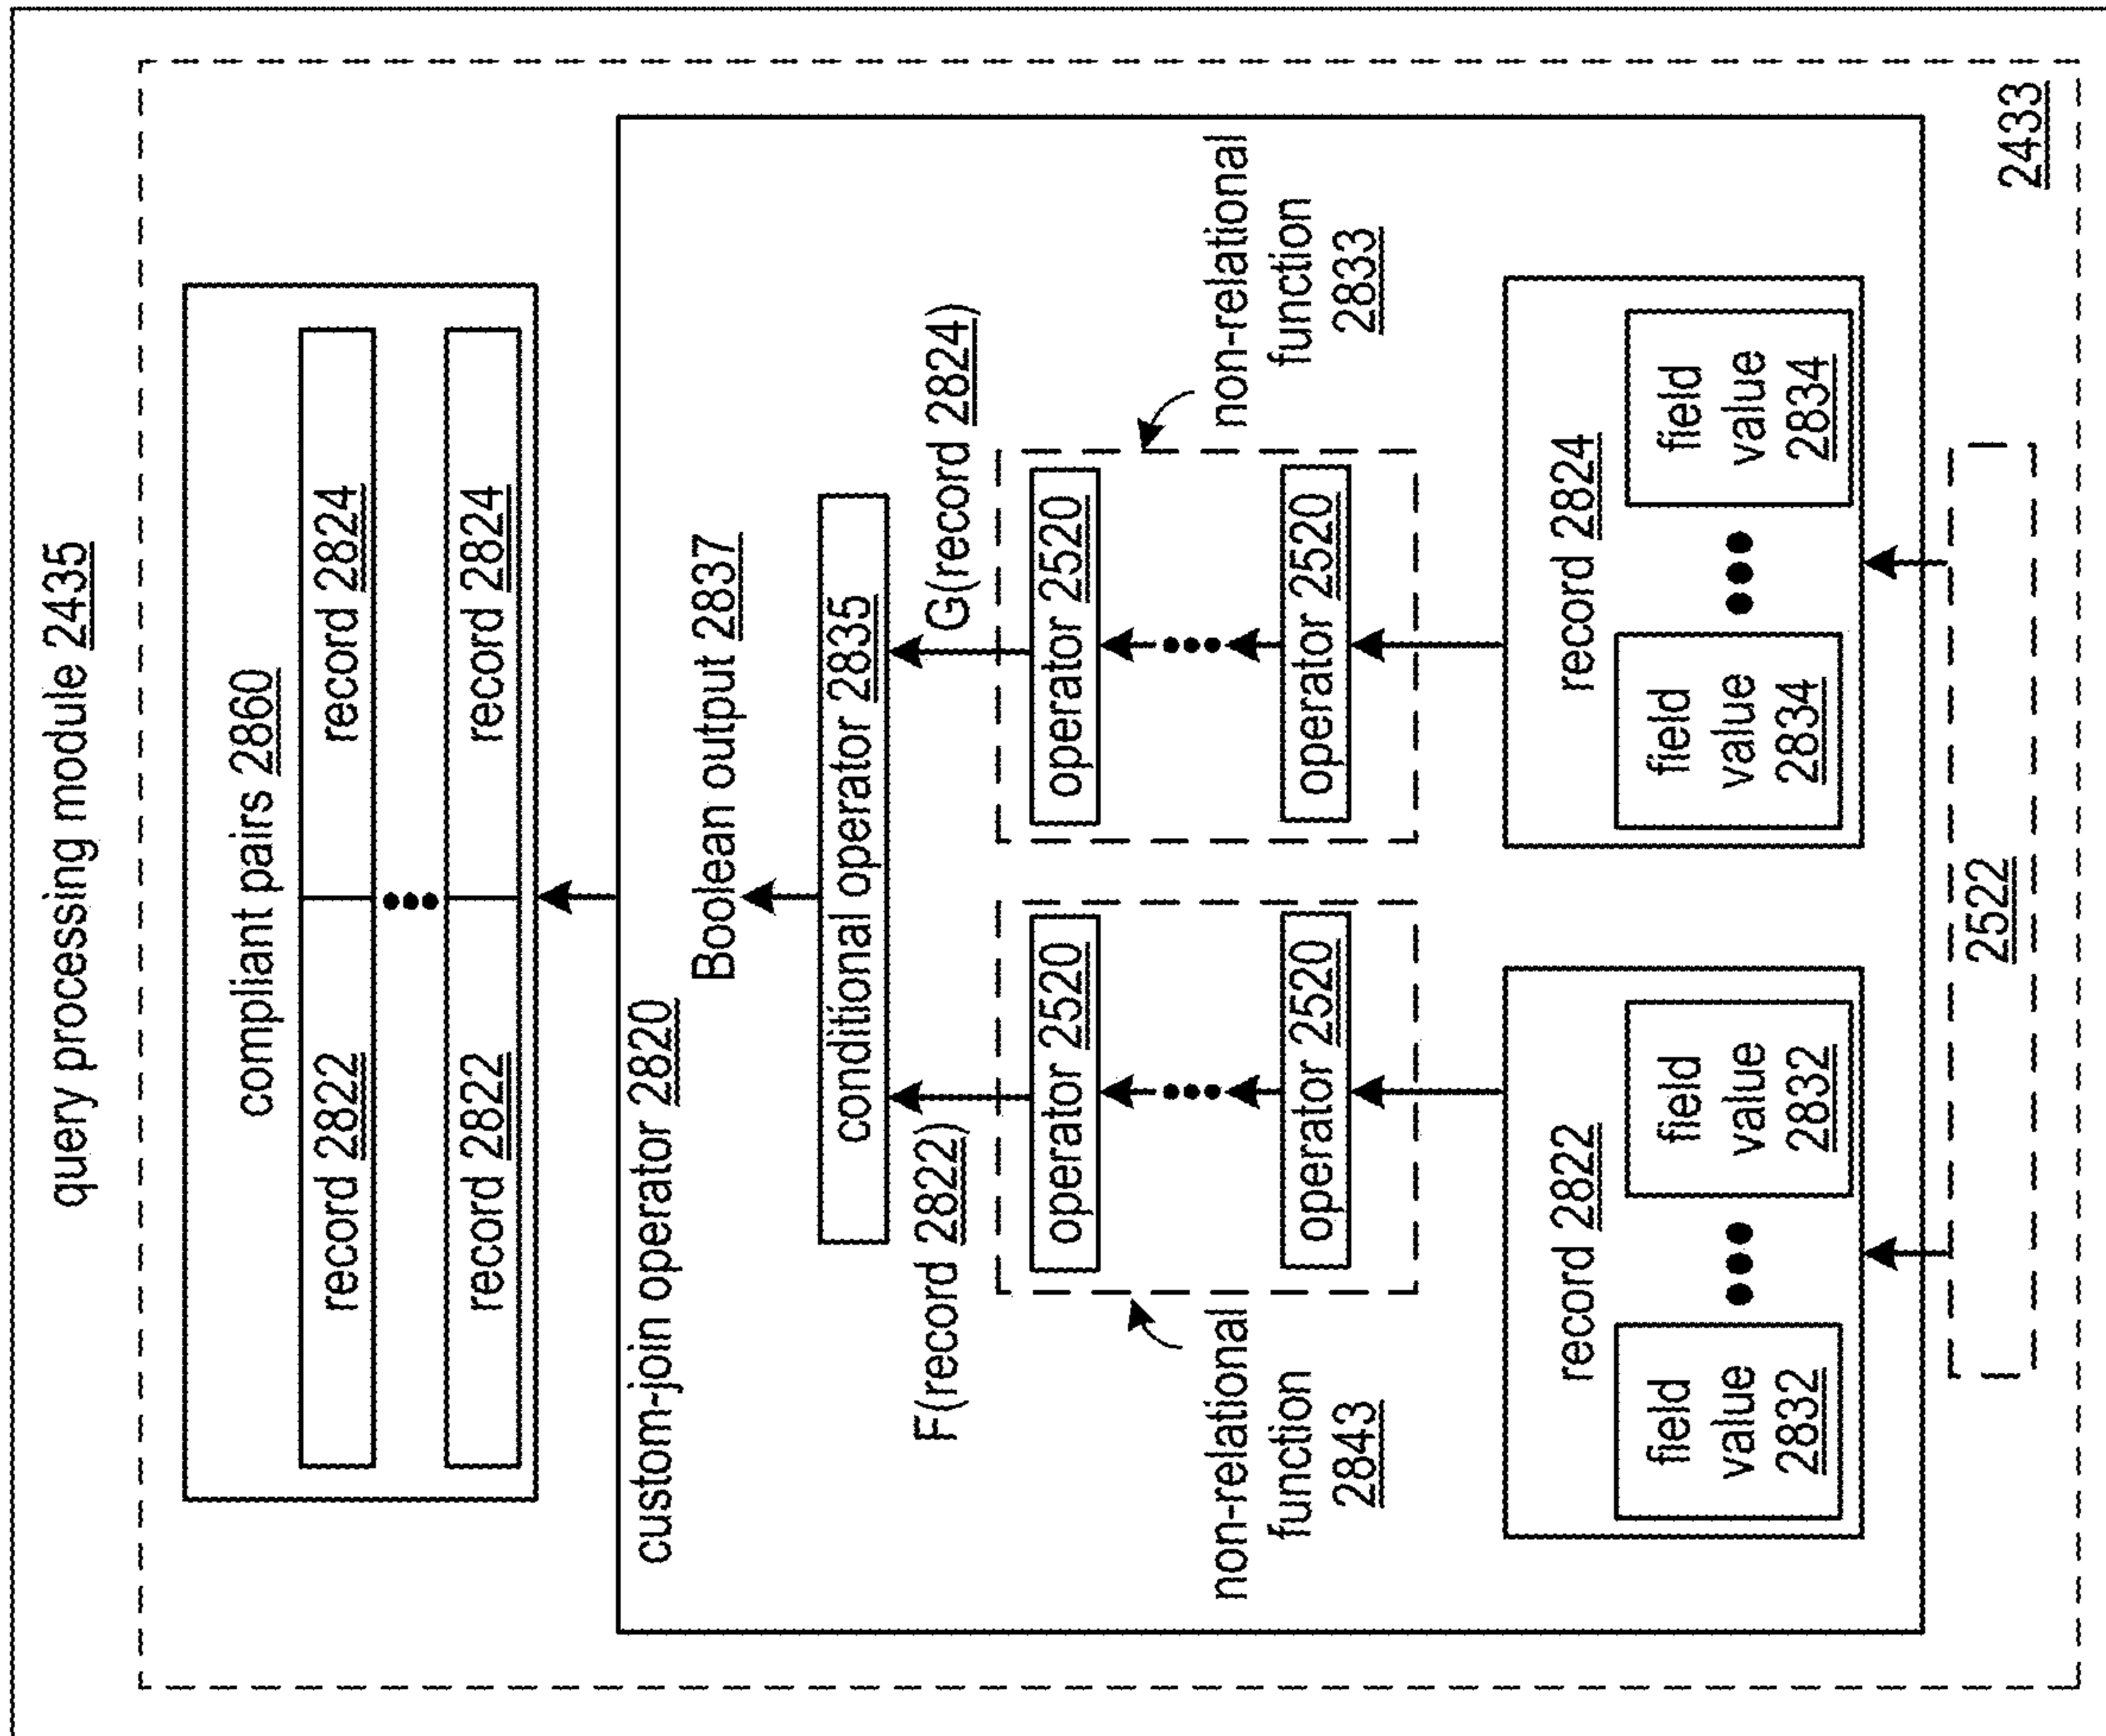 query processing module 2435
compliant pairs 2860
record 2822
record 2824
record 2822
record 2824
custom-join operator 2820
Boolean output 2837
conditional operator 2835
F(record 2822)
G(record 2824)
operator 2520
operator 2520
operator 2520
operator 2520
non-relational
function
2843
non-relational
function
2833
record 2822
field
value
2832
field
value
2832
record 2824
field
value
2834
field
value
2834
2522
2433